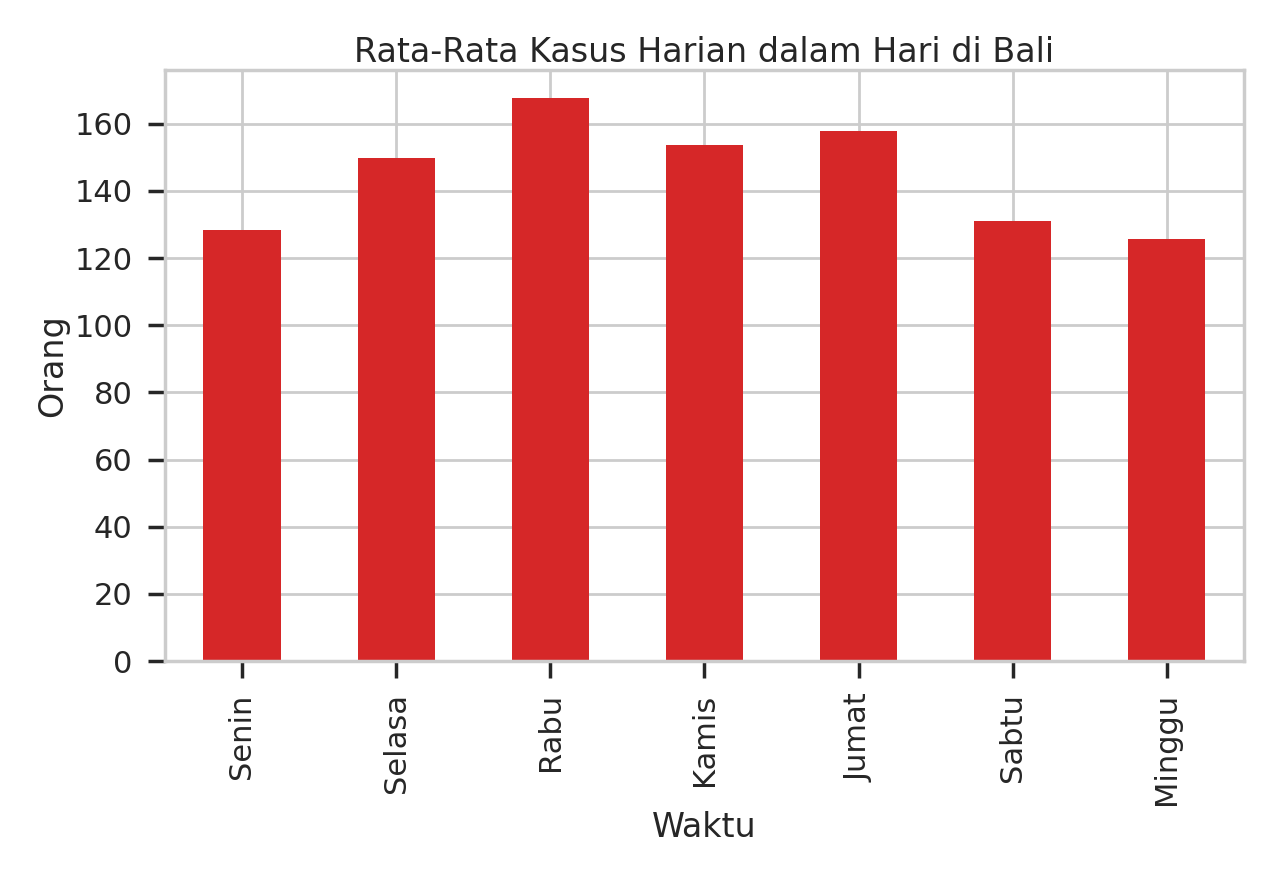 Rata-Rata Kasus Harian dalam Hari di Bali
Orang
160
140
120
100
80
60
40
20
0
Senin
Selasa
Rabu
Kamis
Jumat
Sabtu
Minggu
Waktu